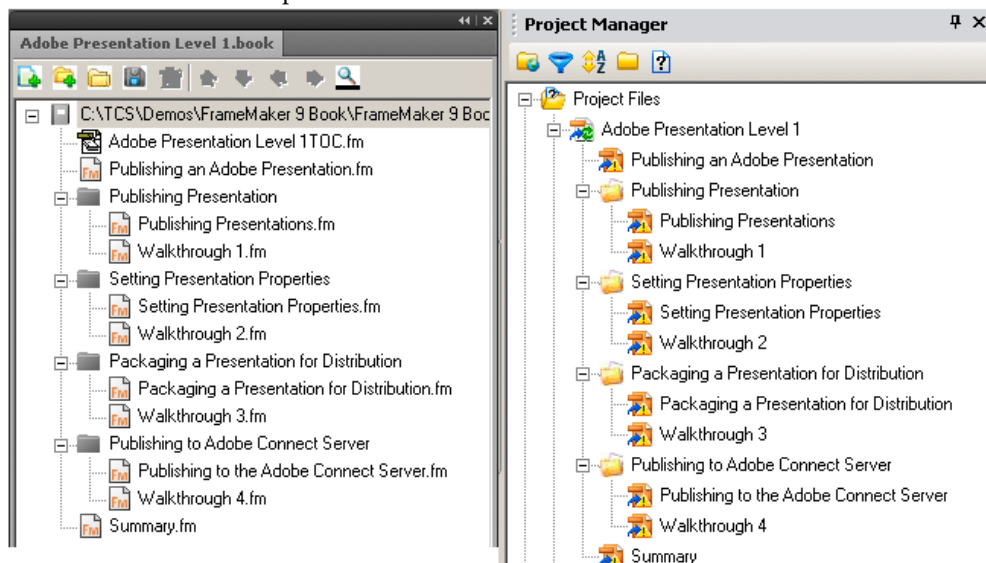 Adobe Presentation Level 1.book
C:\TCS\Demos\FrameMaker 9 Book\FrameMaker 9 Boc
Adobe Presentation Level 1TOC.fm
Publishing an Adobe Presentation.fm
Publishing Presentation
Publishing Presentations.fm
Walkthrough 1.fm
Setting Presentation Properties
Setting Presentation Properties.fm
Walkthrough 2.fm
Packaging a Presentation for Distribution
Packaging a Presentation for Distribution.fm
Walkthrough 3.fm
Publishing to Adobe Connect Server
Publishing to the Adobe Connect Server.fm
Walkthrough 4.fm
Summary.fm
Project Manager
Project Files
Adobe Presentation Level 1
Publishing an Adobe Presentation
Publishing Presentation
Publishing Presentations
Walkthrough 1
Setting Presentation Properties
Setting Presentation Properties
Walkthrough 2
Packaging a Presentation for Distribution
Packaging a Presentation for Distribution
Walkthrough 3
Publishing to Adobe Connect Server
Publishing to the Adobe Connect Server
Walkthrough 4
Summary